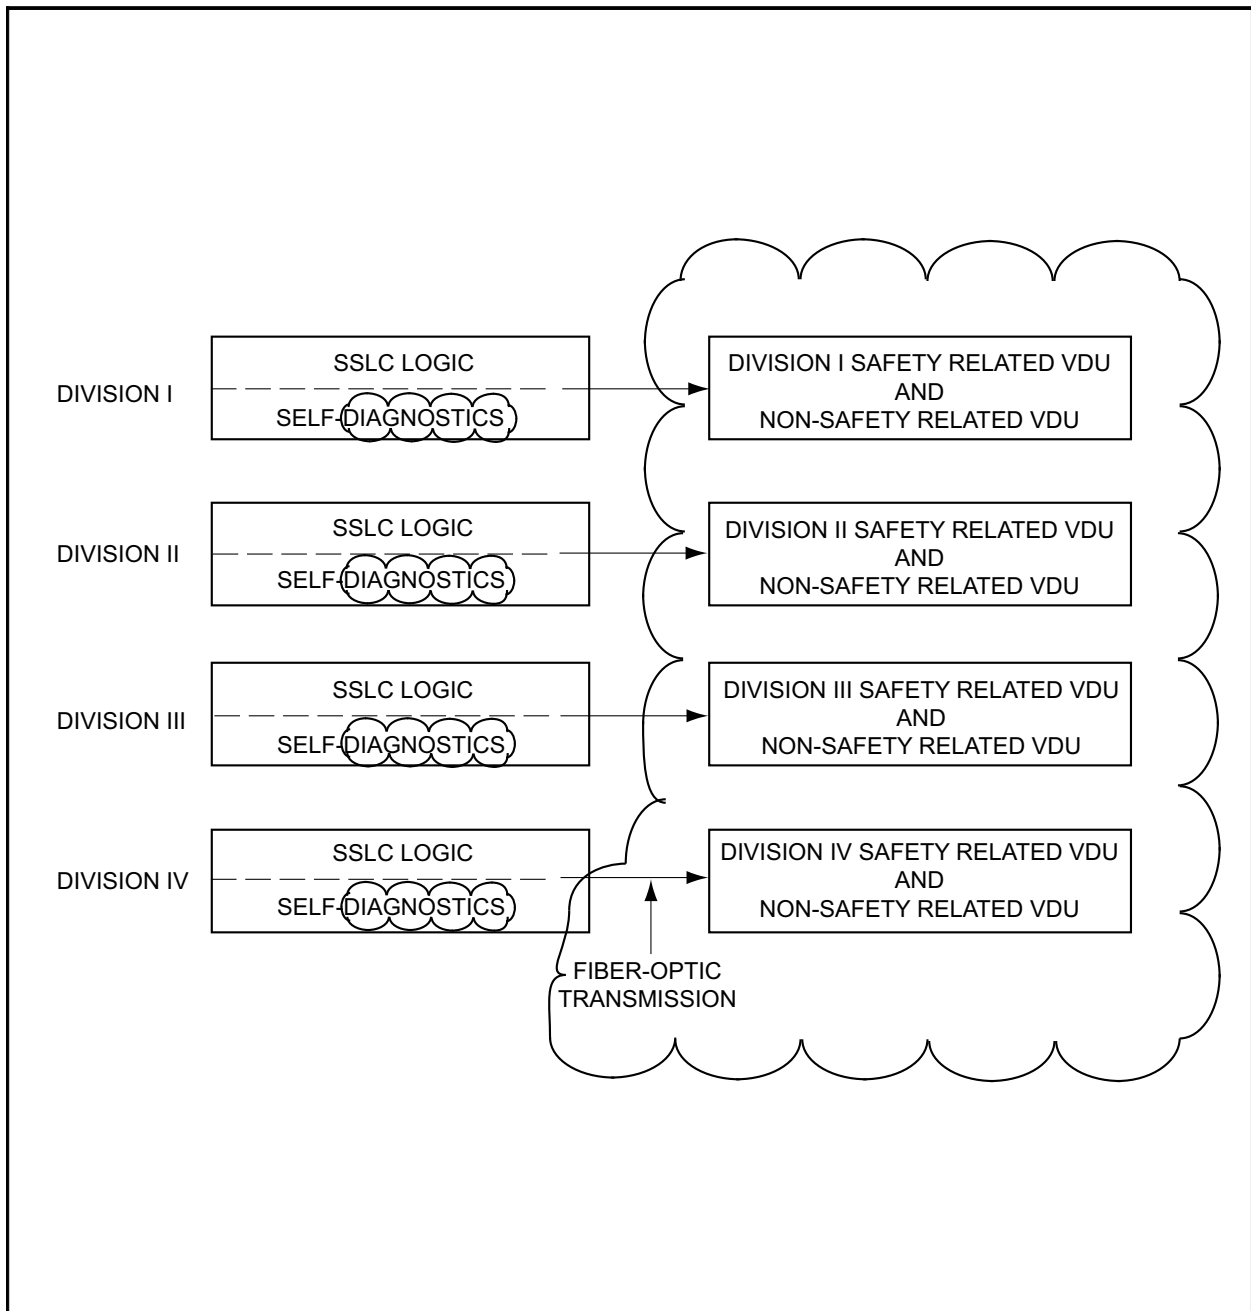 DIVISION I
SSLC LOGIC
SELF-DIAGNOSTICS
DIVISION I SAFETY RELATED VDU
AND
NON-SAFETY RELATED VDU
DIVISION II
SSLC LOGIC
SELF-DIAGNOSTICS
DIVISION II SAFETY RELATED VDU
AND
NON-SAFETY RELATED VDU
DIVISION III
SSLC LOGIC
SELF-DIAGNOSTICS
DIVISION III SAFETY RELATED VDU
AND
NON-SAFETY RELATED VDU
DIVISION IV
SSLC LOGIC
SELF-DIAGNOSTICS
DIVISION IV SAFETY RELATED VDU
AND
NON-SAFETY RELATED VDU
FIBER-OPTIC
TRANSMISSION